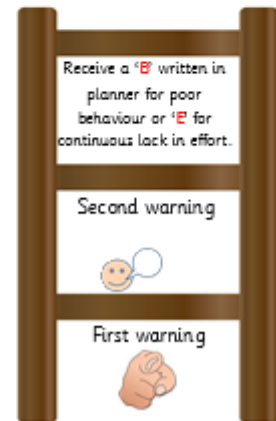 Receive a ‘B’ written in
planner for poor
behaviour or ‘E’ for
continuous lack in effort.
Second warning
First warning